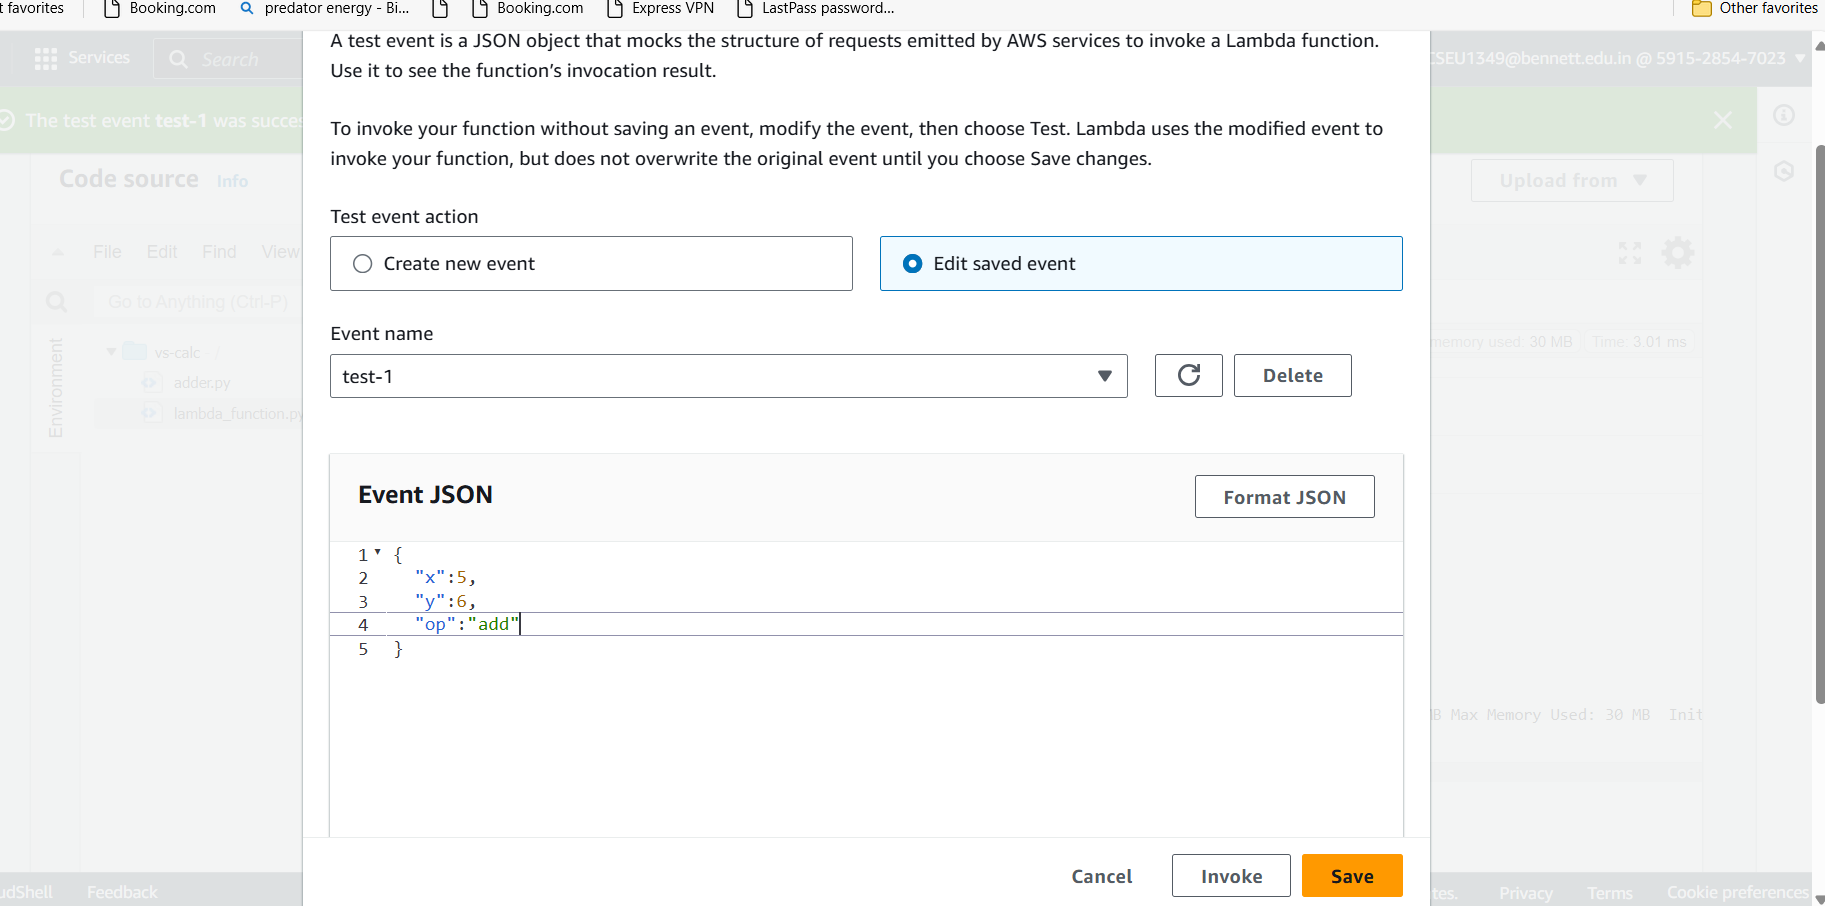 t favorites
Booking.com
predator energy - Bi...
Booking.com
Express VPN
LastPass password...
Other favorites
Services
Search
CSEU1349@bennett.edu.in @ 5915-2854-7023
The test event test-1 was succes
A test event is a JSON object that mocks the structure of requests emitted by AWS services to invoke a Lambda function.
Use it to see the function's invocation result.
To invoke your function without saving an event, modify the event, then choose Test. Lambda uses the modified event to
invoke your function, but does not overwrite the original event until you choose Save changes.
Code source Info
Upload from
File Edit Find View
Go to Anything (Ctrl-P)
Environment
vs-calc /
adder.py
lambda_function.py
memory used 30 MB Time 3.01 ms
Test event action
Create new event
Edit saved event
Event name
test-1
Delete
Event JSON
Format JSON
1 {
2 "x":5,
3 "y":6,
4 "op":"add"
5 }
MB Max Memory Used: 30 MB Init
Cancel
Invoke
Save
udShell
Feedback
tes.
Privacy
Terms
Cookie preferences